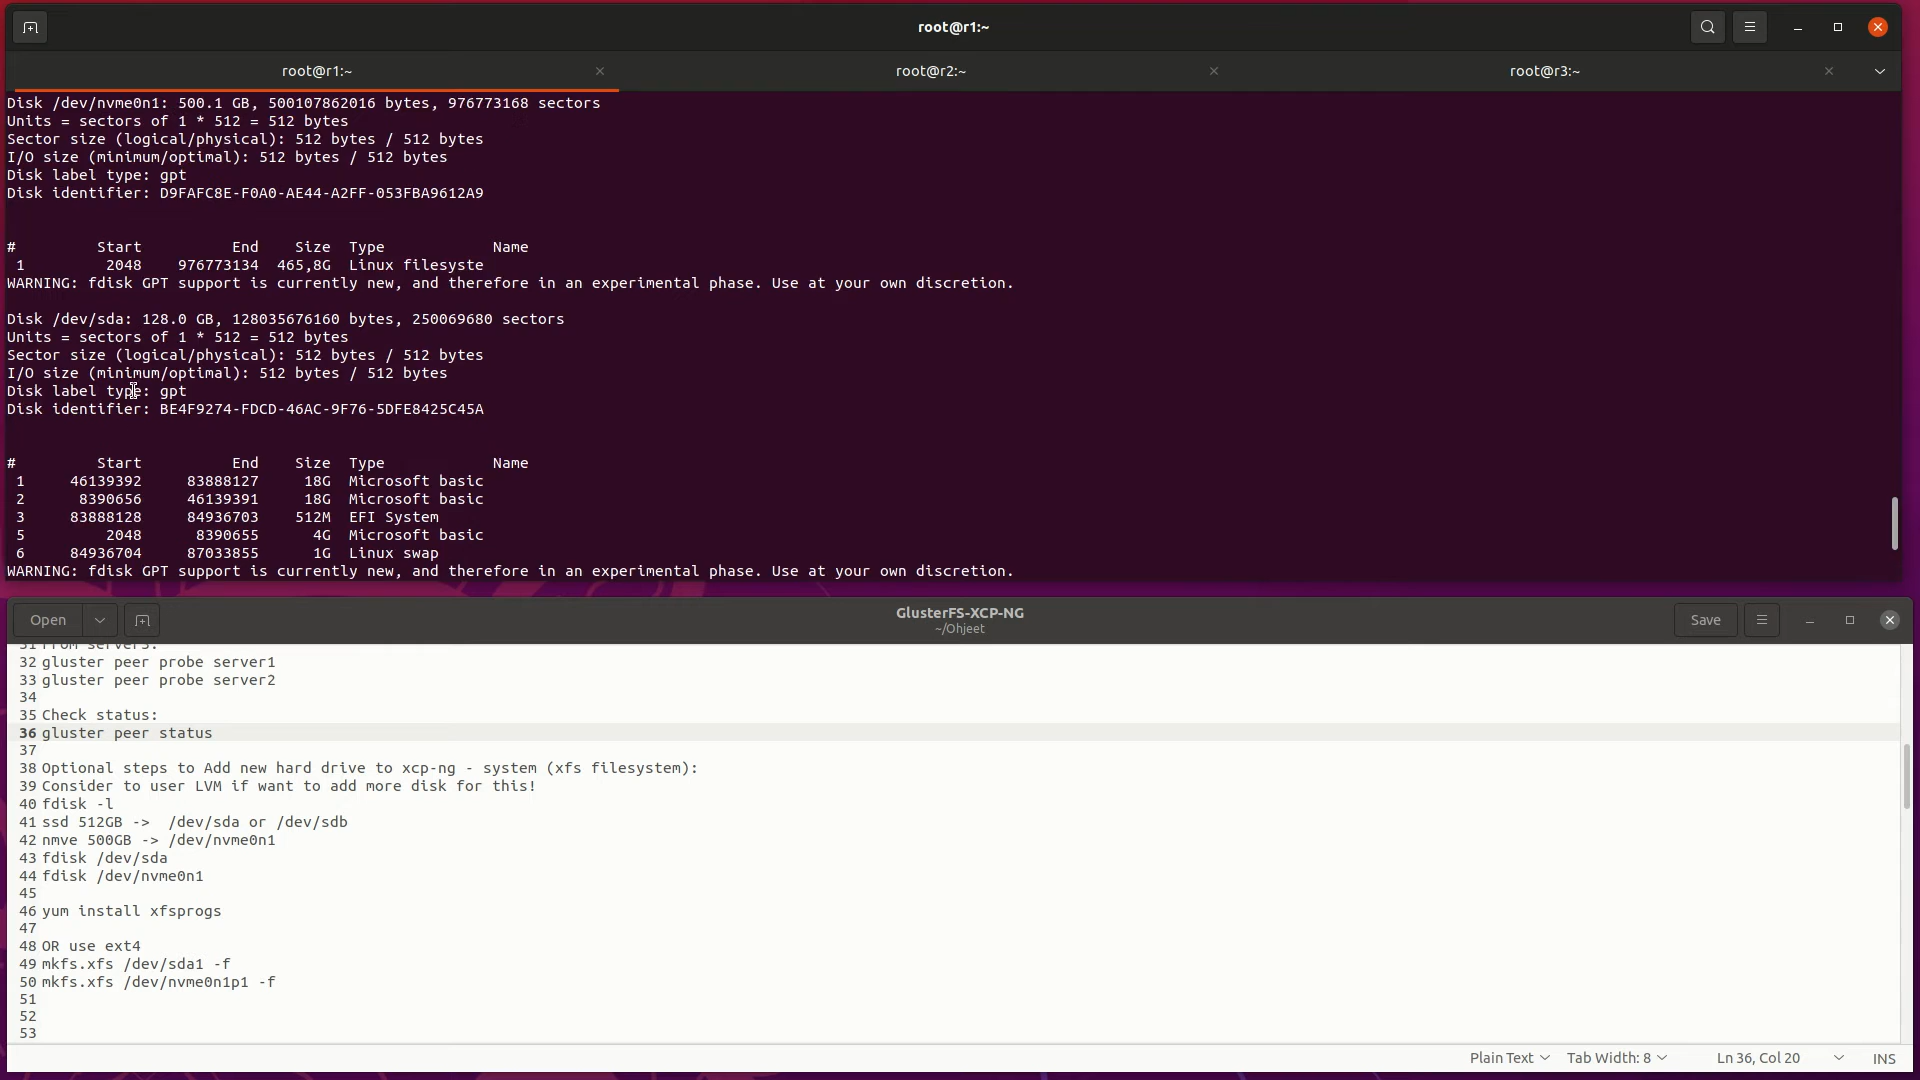 root@r1:~
root@r1:~
root@r2:~
root@r3:~
Disk /dev/nvme0n1: 500.1 GB, 500107862016 bytes, 976773168 sectors
Units = sectors of 1 * 512 = 512 bytes
Sector size (logical/physical): 512 bytes / 512 bytes
I/O size (minimum/optimal): 512 bytes / 512 bytes
Disk label type: gpt
Disk identifier: D9FAFC8E-F0A0-AE44-A2FF-053FBA9612A9
#         Start          End    Size  Type            Name
1         2048    976773134  465,8G  Linux filesyste
WARNING: fdisk GPT support is currently new, and therefore in an experimental phase. Use at your own discretion.
Disk /dev/sda: 128.0 GB, 128035676160 bytes, 250069680 sectors
Units = sectors of 1 * 512 = 512 bytes
Sector size (logical/physical): 512 bytes / 512 bytes
I/O size (minimum/optimal): 512 bytes / 512 bytes
Disk label type: gpt
Disk identifier: BE4F9274-FDCD-46AC-9F76-5DFE8425C45A
#         Start          End    Size  Type            Name
1     46139392     83888127     18G  Microsoft basic
2      8390656     46139391     18G  Microsoft basic
3     83888128     84936703    512M  EFI System
5         2048      8390655      4G  Microsoft basic
6     84936704     87033855      1G  Linux swap
WARNING: fdisk GPT support is currently new, and therefore in an experimental phase. Use at your own discretion.
Open
GlusterFS-XCP-NG
~/Ohjeet
Save
31 From server3:
32 gluster peer probe server1
33 gluster peer probe server2
34
35 Check status:
36 gluster peer status
37
38 Optional steps to Add new hard drive to xcp-ng - system (xfs filesystem):
39 Consider to user LVM if want to add more disk for this!
40 fdisk -l
41 ssd 512GB ->  /dev/sda or /dev/sdb
42 nmve 500GB -> /dev/nvme0n1
43 fdisk /dev/sda
44 fdisk /dev/nvme0n1
45
46 yum install xfsprogs
47
48 OR use ext4
49 mkfs.xfs /dev/sda1 -f
50 mkfs.xfs /dev/nvme0n1p1 -f
51
52
53
Plain Text
Tab Width: 8
Ln 36, Col 20
INS